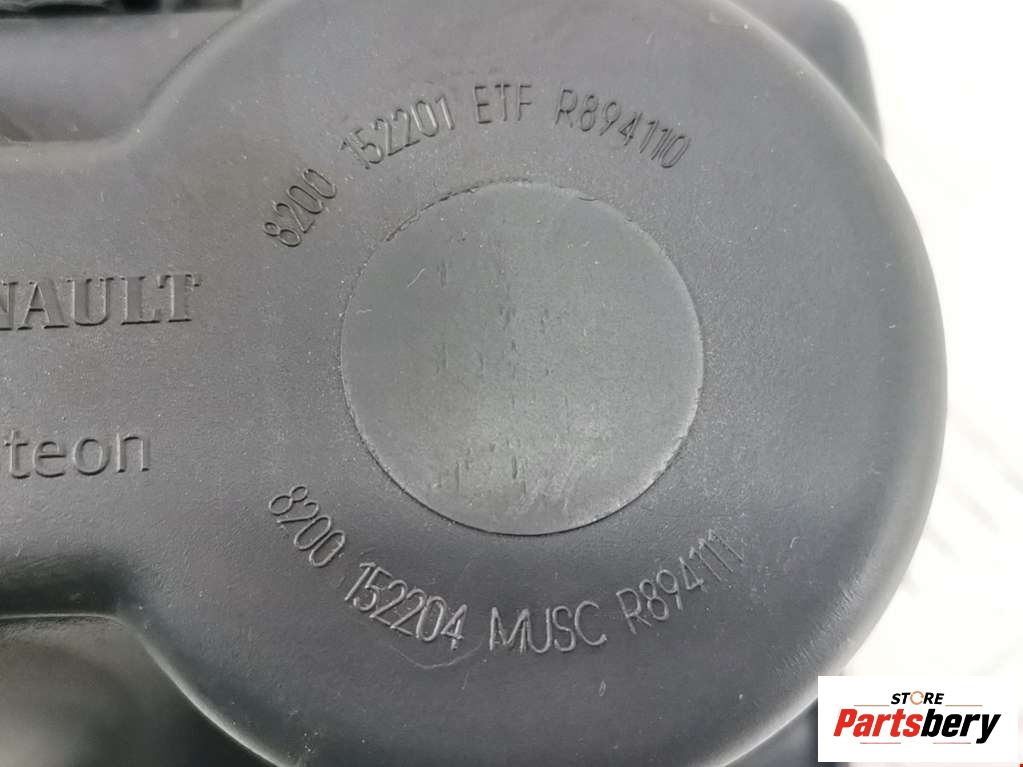 8200 152201 ETF R894110
NAULT
teon
8200 152204 MUSC R894111
STORE
Partsbery